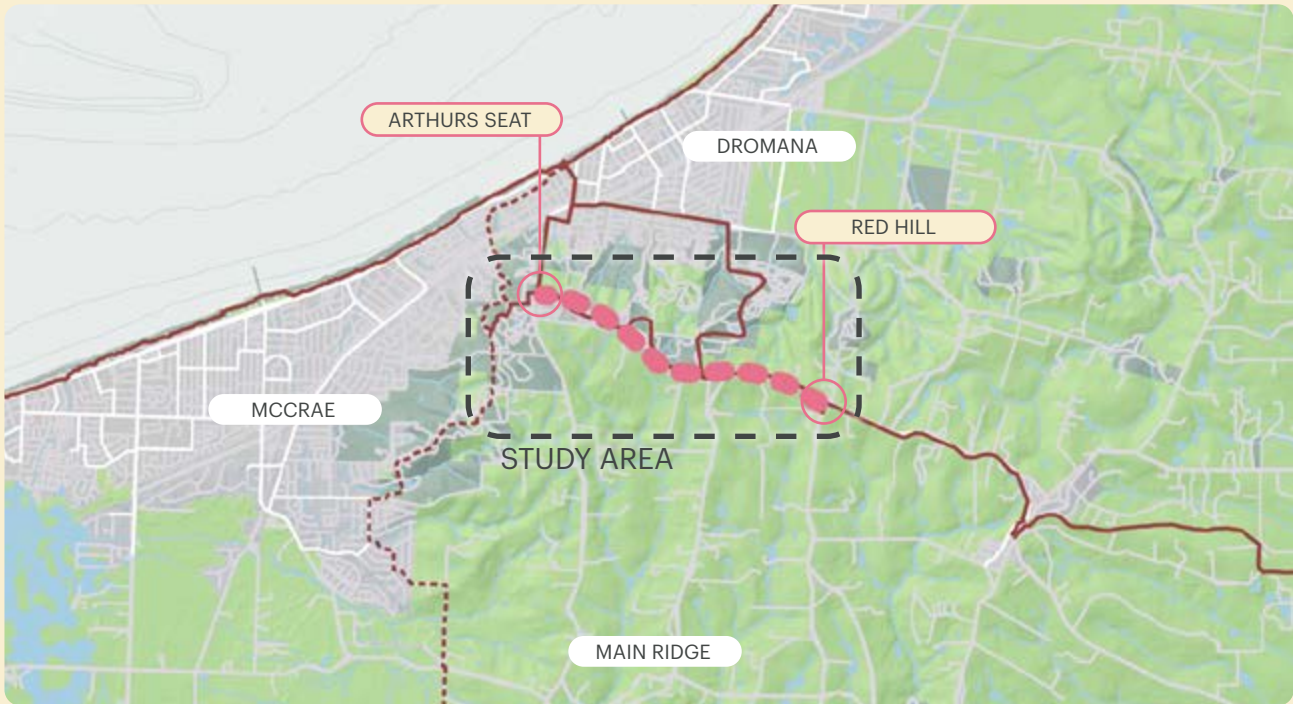 ARTHURS SEAT
DROMANA
RED HILL
MCCRAE
STUDY AREA
MAIN RIDGE